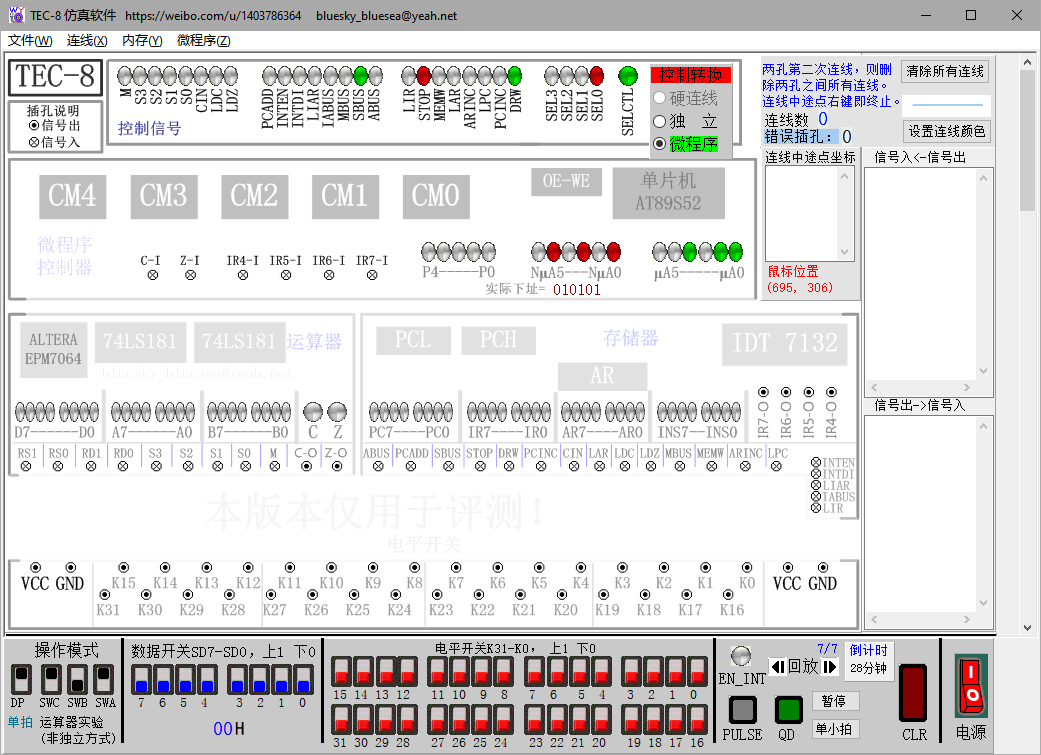 TEC-8 仿真软件 https://weibo.com/u/1403786364 bluesky_bluesea@yeah.net
文件(W) 连线(X) 内存(Y) 微程序(Z)
TEC-8
插孔说明
信号出
信号入
M S3 S2 S1 S0 CIN LDC LDZ
PCADD INTEN INTDI LIAR IABUS MBUS SBUS ABUS
LIR STOP MEMW LAR ARINC LPC PCINC DRW
SEL3 SEL2 SEL1 SEL0 SELCTL
控制信号
控制转换
硬连线
独 立
微程序
两孔第二次连线，则删
除两孔之间所有连线。
连线中途点右键即终止。
连线数 0
错误插孔： 0
清除所有连线
设置连线颜色
连线中途点坐标
信号入<-信号出
鼠标位置
(695, 306)
信号出->信号入
CM4 CM3 CM2 CM1 CM0
OE-WE
单片机
AT89S52
微程序
控制器
C-I Z-I IR4-I IR5-I IR6-I IR7-I
P4-----P0 NμA5---NμA0 μA5-----μA0
实际下址= 010101
ALTERA
EPM7064
74LS181 74LS181 运算器
bluesky_bluesea@yeah.net
PCL PCH 存储器 IDT 7132
AR
IR7-O IR6-O IR5-O IR4-O
D7------D0 A7------A0 B7------B0 C Z
PC7----PC0 IR7----IR0 AR7----AR0 INS7--INS0
RS1 RS0 RD1 RD0 S3 S2 S1 S0 M C-O Z-O
ABUS PCADD SBUS STOP DRW PCINC CIN LAR LDC LDZ MBUS MEMW ARINC LPC
INTEN
INTDI
LIAR
IABUS
LIR
本版本仅用于评测！
电平开关
VCC GND K15 K14 K13 K12 K11 K10 K9 K8 K7 K6 K5 K4 K3 K2 K1 K0 VCC GND
K31 K30 K29 K28 K27 K26 K25 K24 K23 K22 K21 K20 K19 K18 K17 K16
操作模式
DP SWC SWB SWA
单拍 运算器实验
(非独立方式)
数据开关SD7-SD0，上1 下0
7 6 5 4 3 2 1 0
00H
电平开关K31-K0， 上1 下0
15 14 13 12 11 10 9 8 7 6 5 4 3 2 1 0
31 30 29 28 27 26 25 24 23 22 21 20 19 18 17 16
EN_INT
7/7
回放
倒计时
28分钟
PULSE QD
暂停
单小拍
CLR
电源